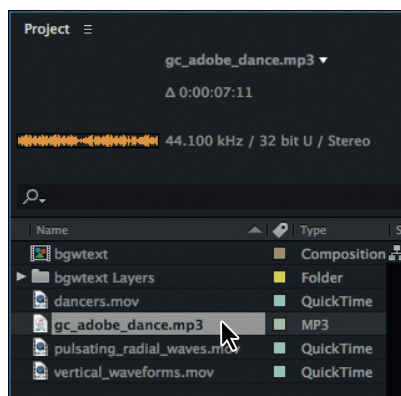 Project
gc_adobe_dance.mp3
Δ 0:00:07:11
44.100 kHz / 32 bit U / Stereo
Name Type S
bgwtext Composition
bgwtext Layers Folder
dancers.mov QuickTime
gc_adobe_dance.mp3 MP3
pulsating_radial_waves.mov QuickTime
vertical_waveforms.mov QuickTime